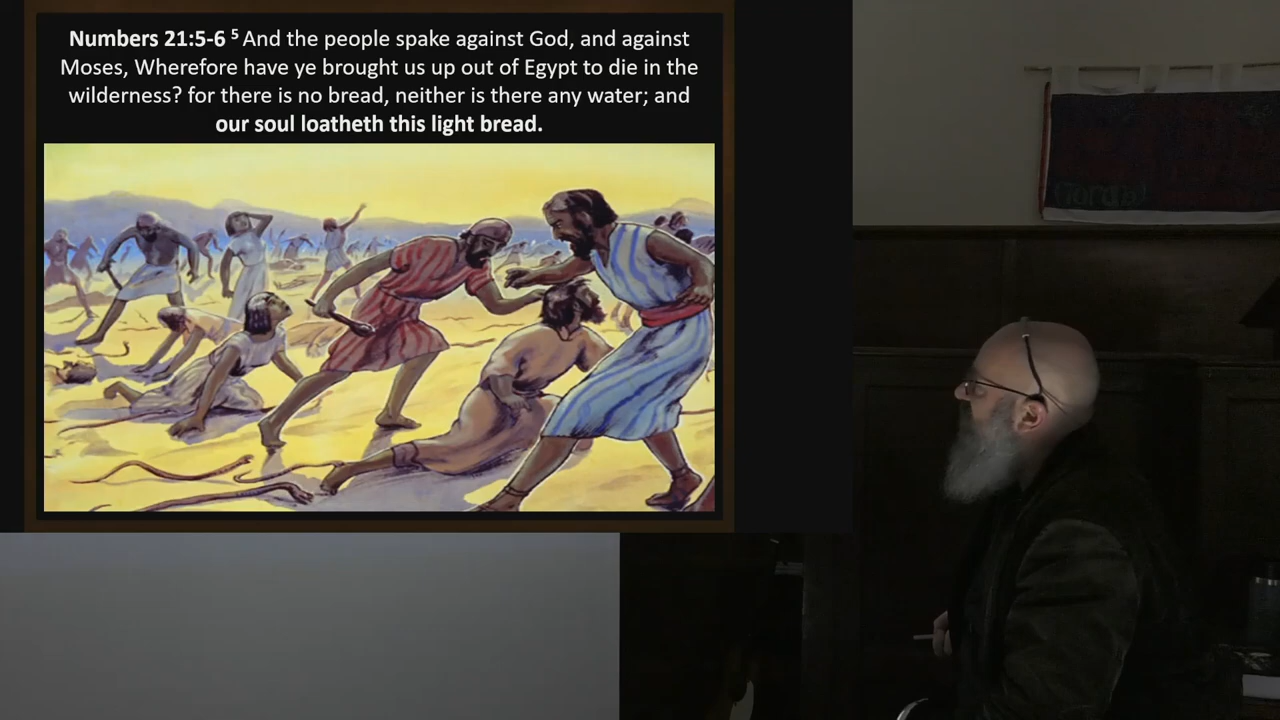 Numbers 21:5-6 ⁵ And the people spake against God, and against
Moses, Wherefore have ye brought us up out of Egypt to die in the
wilderness? for there is no bread, neither is there any water; and
our soul loatheth this light bread.